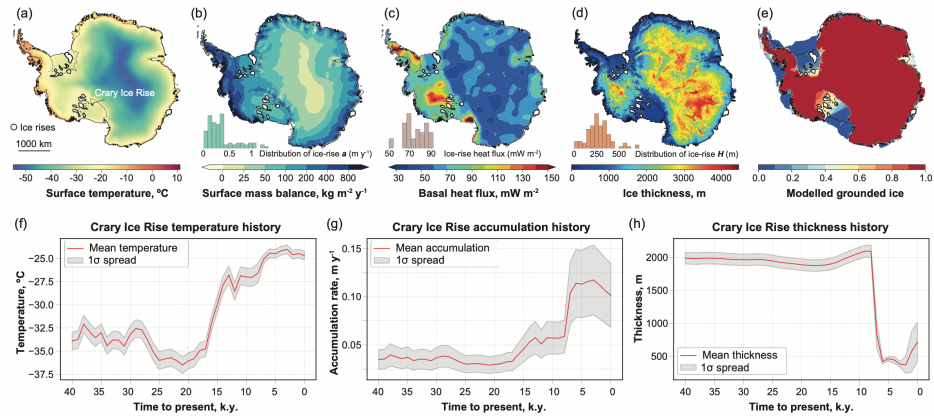 (a)
(b)
(c)
(d)
(e)
Crary Ice Rise
Ice rises
1000 km
0 0.5 1
Distribution of ice-rise a (m y-1)
Ice-rise heat flux (mW m-2)
50 70 90
0 250 500
Distribution of ice-rise H (m)
−50 −40 −30 −20 −10 0 10
Surface temperature, ºC
0 25 50 100 200 400 800
Surface mass balance, kg m-2 y-1
30 50 70 90 110 130 150
Basal heat flux, mW m-2
0 1000 2000 3000 4000
Ice thickness, m
0.0 0.2 0.4 0.6 0.8 1.0
Modelled grounded ice
(f)
Crary Ice Rise temperature history
Mean temperature
1σ spread
Temperature, ºC
−25.0
−27.5
−30.0
−32.5
−35.0
−37.5
40 35 30 25 20 15 10 5 0
Time to present, k.y.
(g)
Crary Ice Rise accumulation history
Mean accumulation
1σ spread
Accumulation rate, m y-1
0.15
0.10
0.05
40 35 30 25 20 15 10 5 0
Time to present, k.y.
(h)
Crary Ice Rise thickness history
Thickness, m
2000
1500
1000
500
Mean thickness
1σ spread
40 35 30 25 20 15 10 5 0
Time to present, k.y.